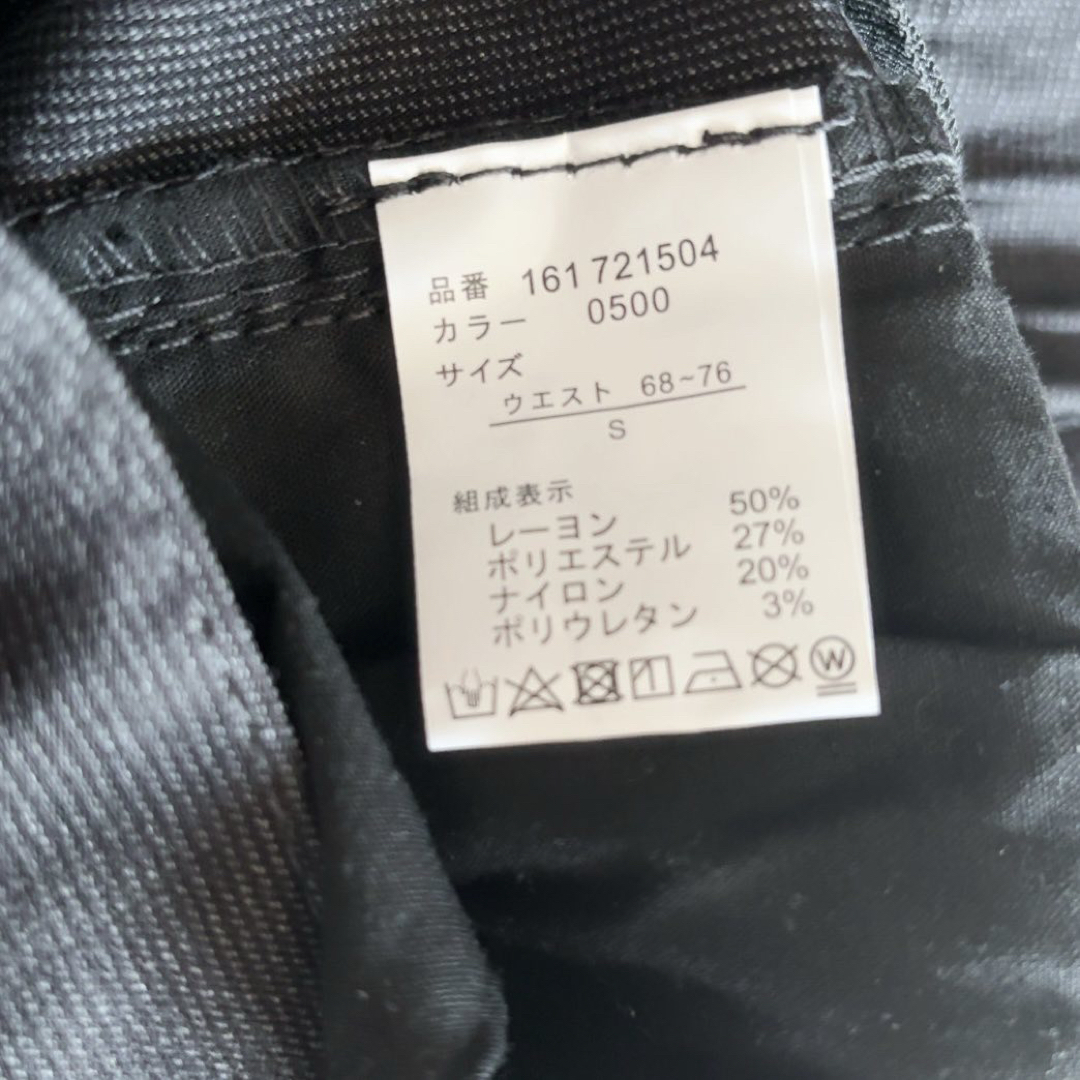 品番 161 721504
カラー 0500
サイズ
ウエスト 68~76
S
組成表示
レーヨン 50%
ポリエステル 27%
ナイロン 20%
ポリウレタン 3%
W